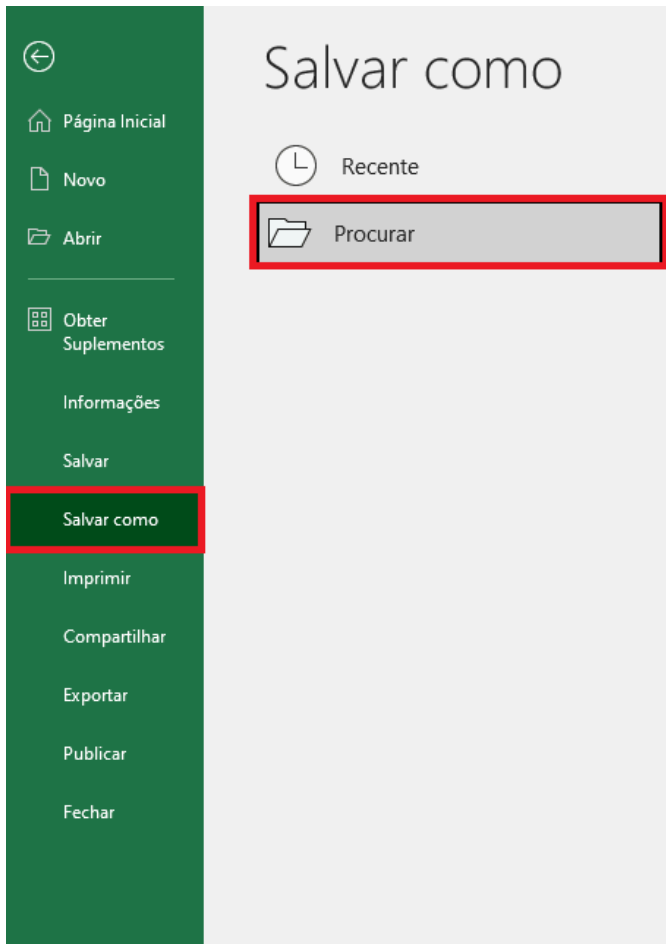 Página Inicial
Novo
Abrir
Obter
Suplementos
Informações
Salvar
Salvar como
Imprimir
Compartilhar
Exportar
Publicar
Fechar
Salvar como
Recente
Procurar